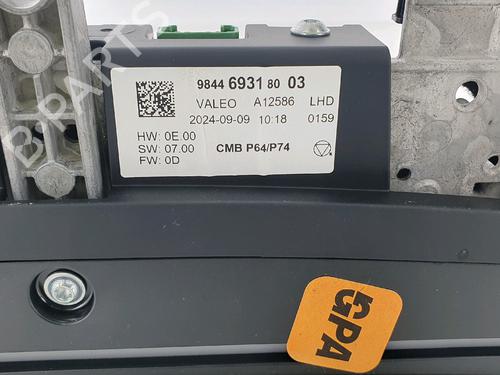 9844 6931 80 03
VALEO A12586 LHD
2024-09-09 10:18 0159
HW: 0E.00
SW: 07.00 CMB P64/P74
FW: 0D
GPA
B-PARTS